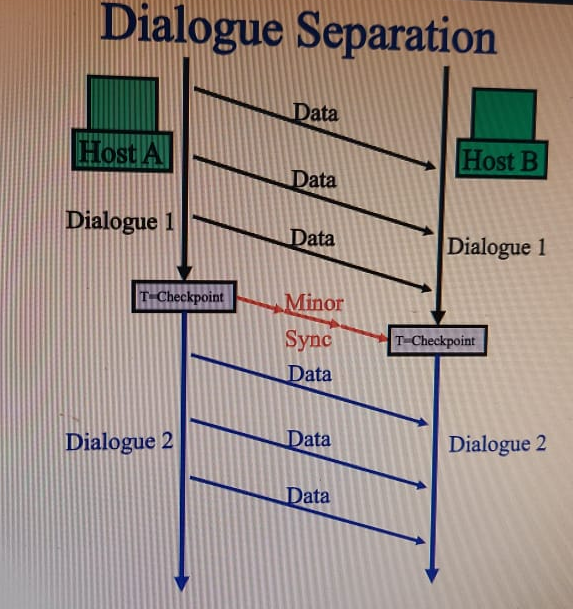 Dialogue Separation
Data
Host A
Host B
Data
Dialogue 1
Data
Dialogue 1
T=Checkpoint
Minor
Sync
T=Checkpoint
Data
Dialogue 2
Data
Dialogue 2
Data